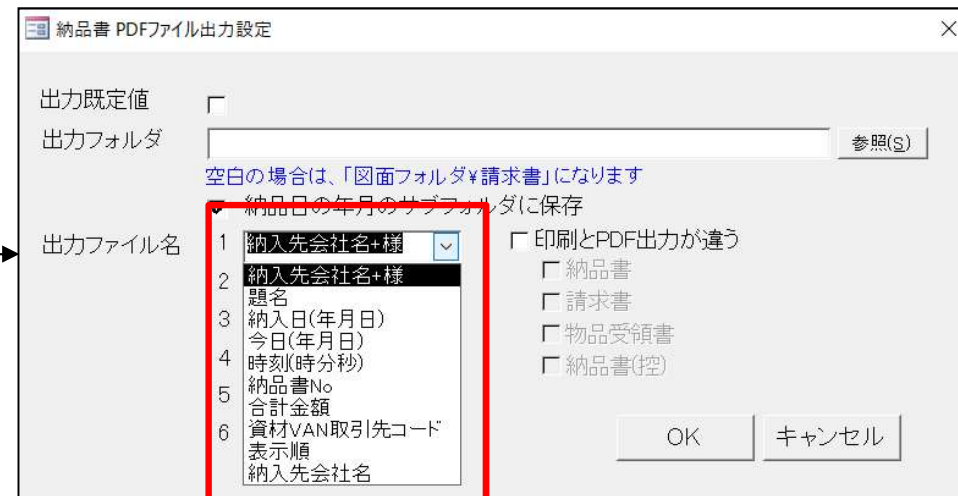 納品書 PDFファイル出力設定
出力既定値
出力フォルダ
参照(S)
空白の場合は、「図面フォルダ¥請求書」になります
納品日の年月のサブフォルダに保存
出力ファイル名
1 納入先会社名+様
印刷とPDF出力が違う
2 納入先会社名+様
納品書
題名
請求書
3 納入日(年月日)
今日(年月日)
物品受領書
4 時刻(時分秒)
納品書(控)
5 納品書No
合計金額
6 資材VAN取引先コード
表示順
納入先会社名
OK
キャンセル